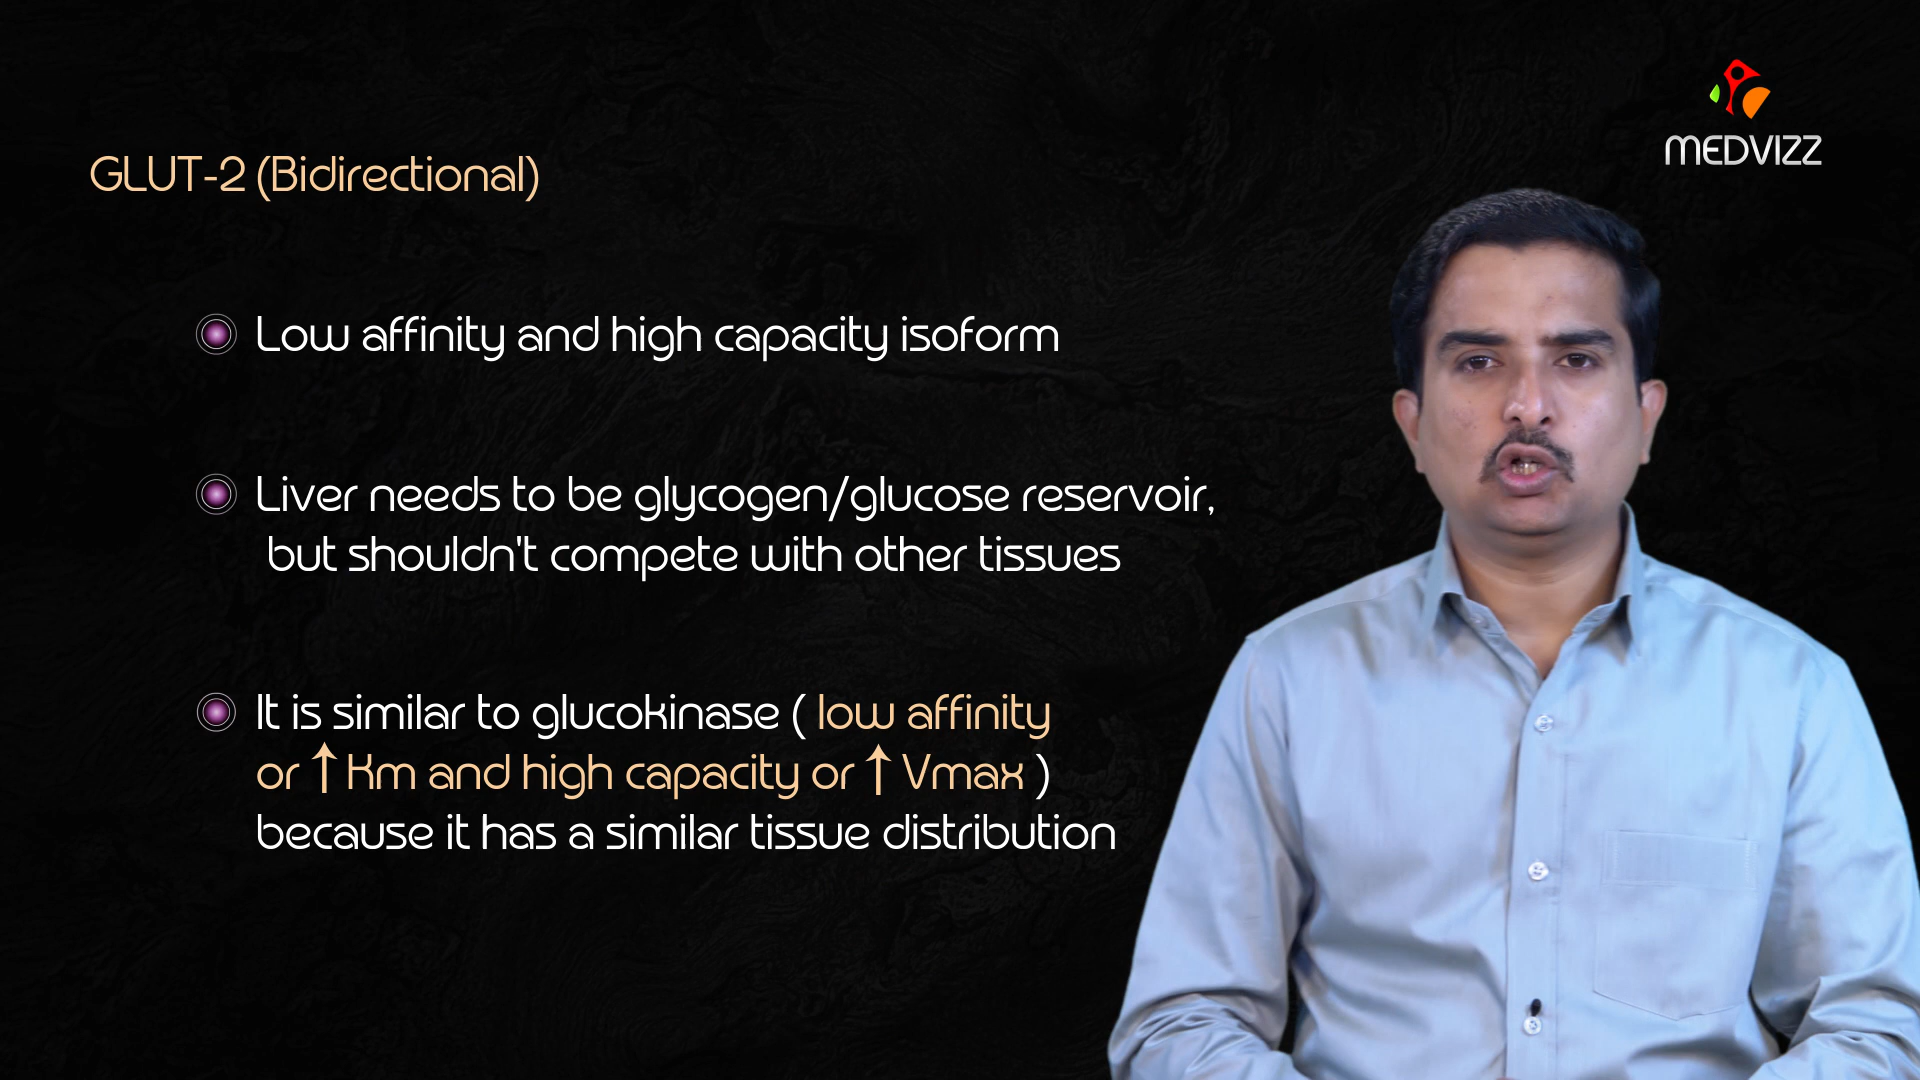 MEDVIZZ
GLUT-2 (Bidirectional)
Low affinity and high capacity isoform
Liver needs to be glycogen/glucose reservoir,
but shouldn't compete with other tissues
It is similar to glucokinase ( low affinity
or ↑ Km and high capacity or ↑ Vmax )
because it has a similar tissue distribution